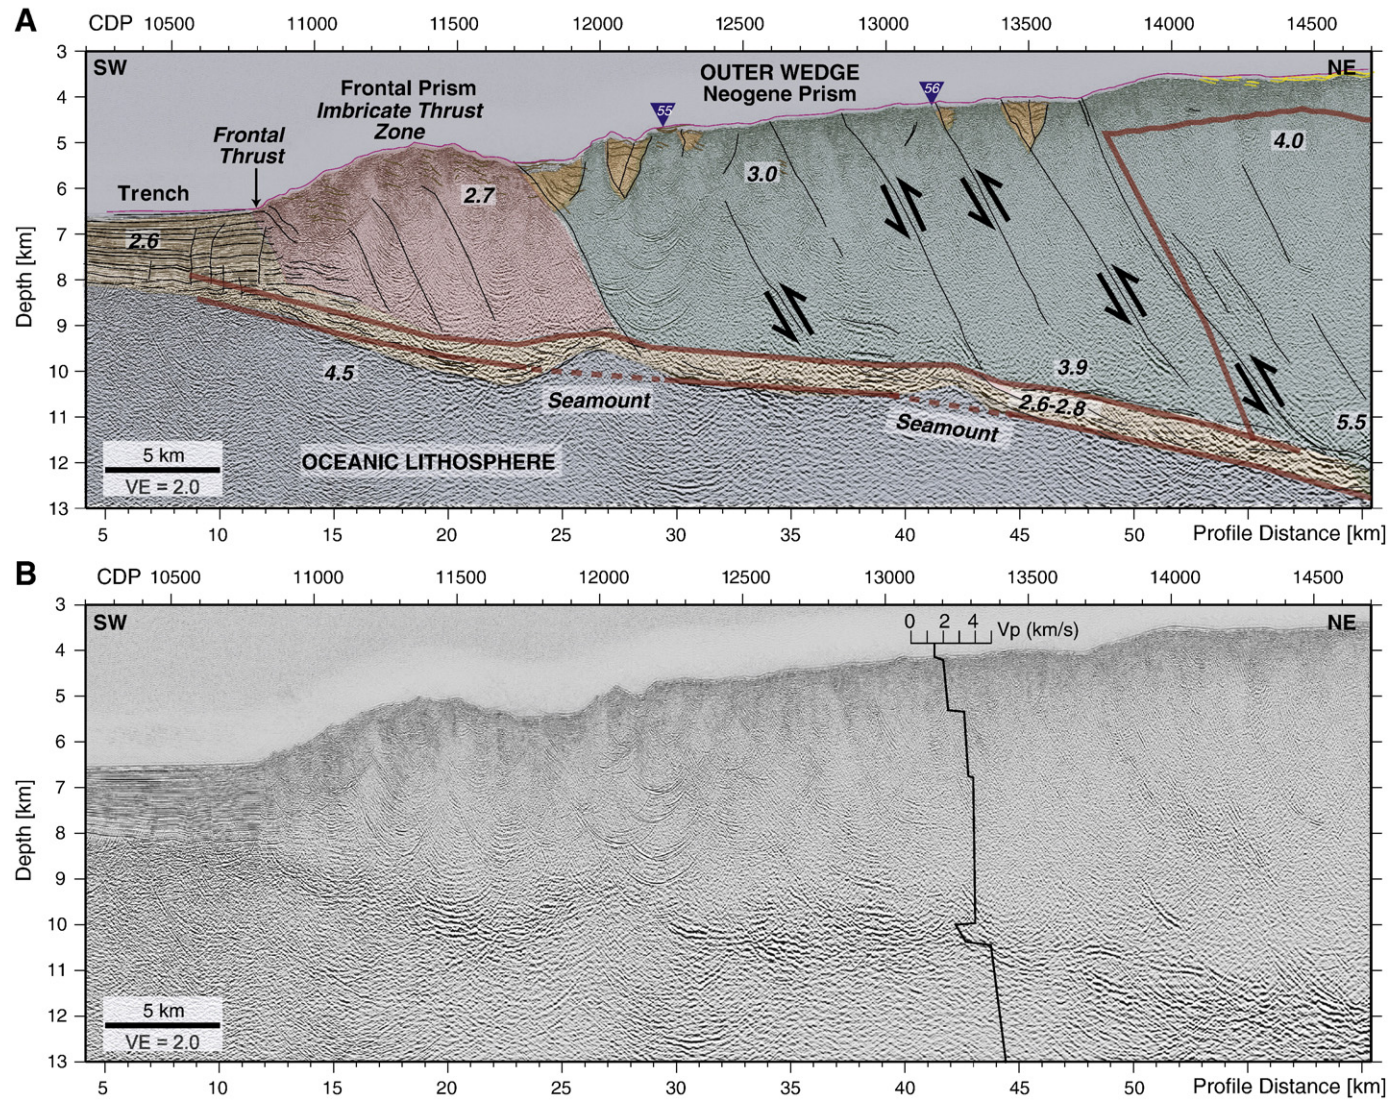 A
CDP 10500 11000 11500 12000 12500 13000 13500 14000 14500
SW
NE
3
4
5
6
7
8
9
10
11
12
13
Depth [km]
Frontal Prism
Imbricate Thrust
Zone
OUTER WEDGE
Neogene Prism
55
56
Frontal
Thrust
Trench
2.6
2.7
3.0
4.0
4.5
3.9
2.6-2.8
5.5
Seamount
Seamount
OCEANIC LITHOSPHERE
5 km
VE = 2.0
5 10 15 20 25 30 35 40 45 50 Profile Distance [km]
B
CDP 10500 11000 11500 12000 12500 13000 13500 14000 14500
SW
NE
0 2 4 Vp (km/s)
3
4
5
6
7
8
9
10
11
12
13
Depth [km]
5 km
VE = 2.0
5 10 15 20 25 30 35 40 45 50 Profile Distance [km]